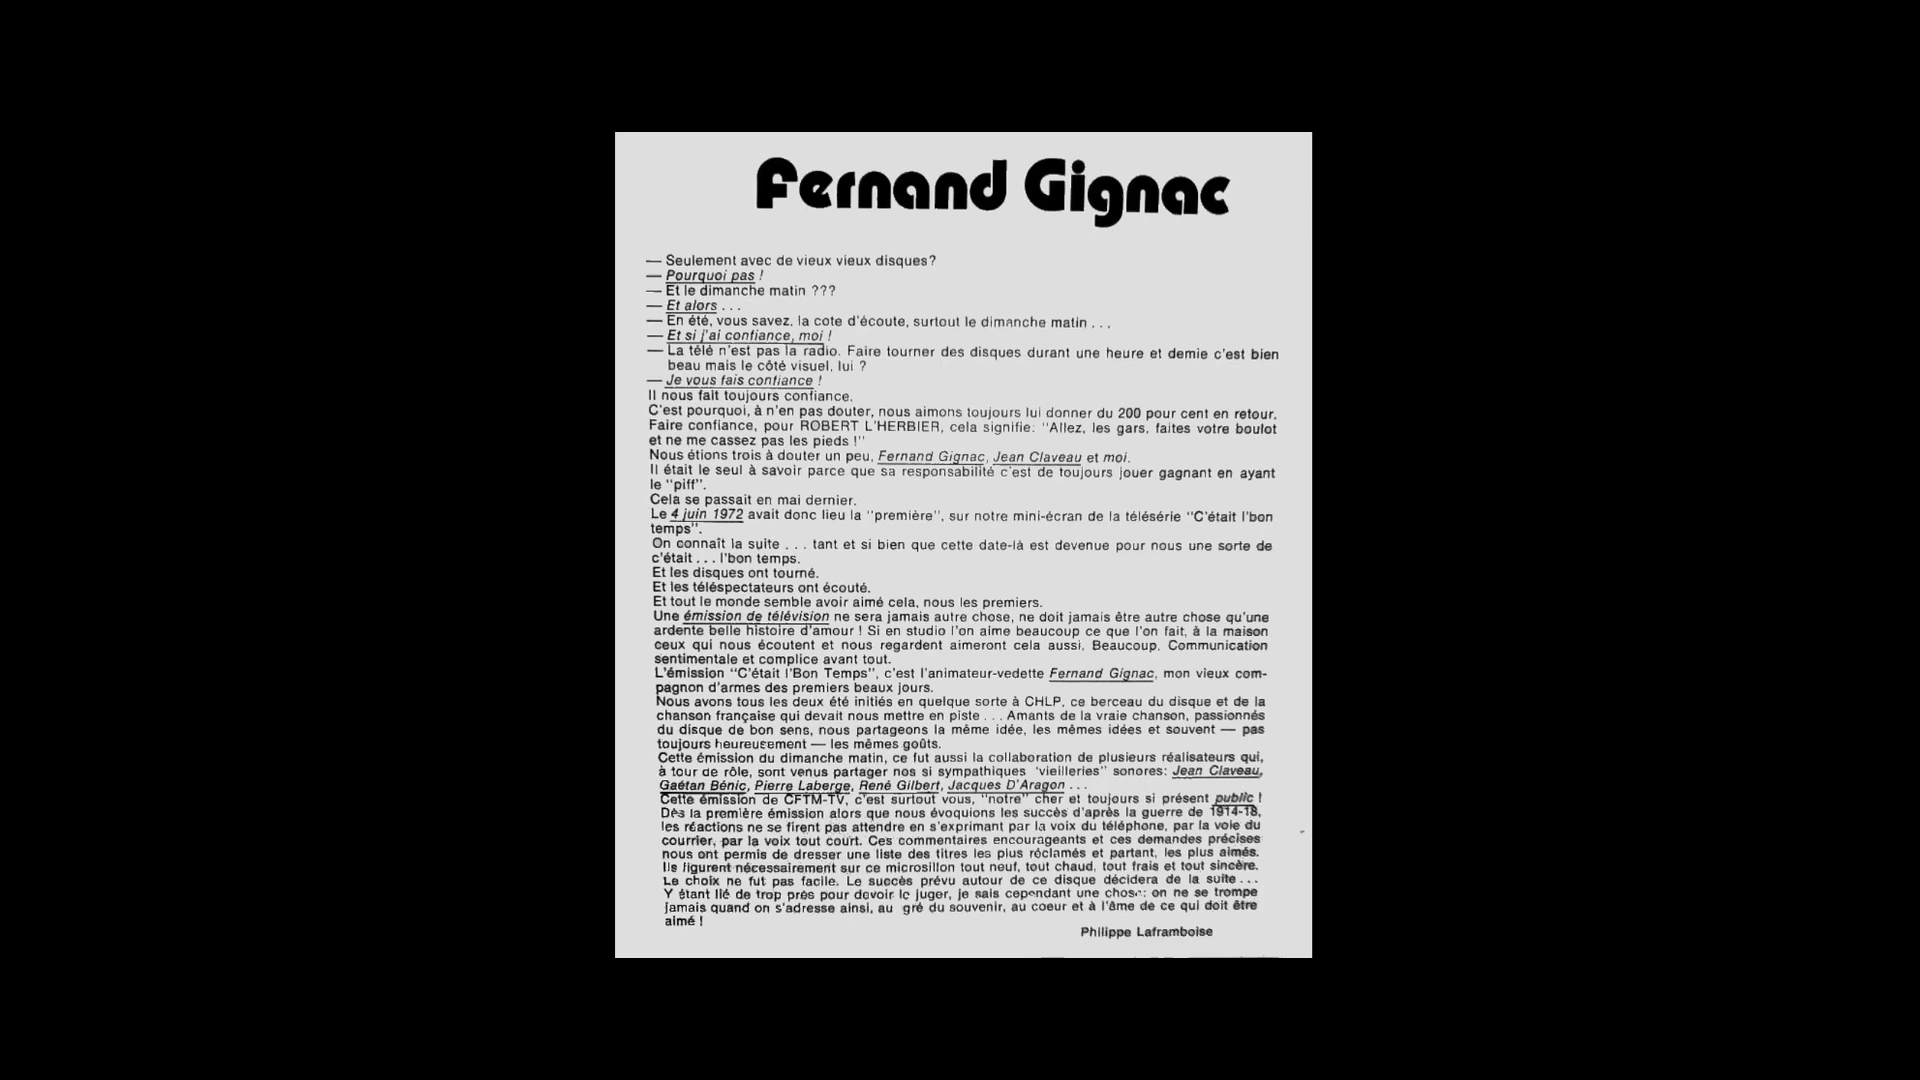 Fernand Gignac
— Seulement avec de vieux vieux disques?
— Pourquoi pas !
— Et le dimanche matin ???
— Et alors . . .
— En été, vous savez, la cote d'écoute, surtout le dimanche matin . . .
— Et si j'ai confiance, moi !
— La télé n'est pas la radio. Faire tourner des disques durant une heure et demie c'est bien
beau mais le côté visuel, lui ?
— Je vous fais confiance !
Il nous fait toujours confiance.
C'est pourquoi, à n'en pas douter, nous aimons toujours lui donner du 200 pour cent en retour.
Faire confiance, pour ROBERT L'HERBIER, cela signifie: "Allez, les gars, faites votre boulot
et ne me cassez pas les pieds !"
Nous étions trois à douter un peu, Fernand Gignac, Jean Claveau et moi.
Il était le seul à savoir parce que sa responsabilité c'est de toujours jouer gagnant en ayant
le "piff".
Cela se passait en mai dernier.
Le 4 juin 1972 avait donc lieu la "première", sur notre mini-écran de la télésérie "C'était l'bon
temps".
On connaît la suite . . . tant et si bien que cette date-là est devenue pour nous une sorte de
c'était . . . l'bon temps.
Et les disques ont tourné.
Et les téléspectateurs ont écouté.
Et tout le monde semble avoir aimé cela, nous les premiers.
Une émission de télévision ne sera jamais autre chose, ne doit jamais être autre chose qu'une
ardente belle histoire d'amour ! Si en studio l'on aime beaucoup ce que l'on fait, à la maison
ceux qui nous écoutent et nous regardent aimeront cela aussi. Beaucoup. Communication
sentimentale et complice avant tout.
L'émission "C'était l'Bon Temps", c'est l'animateur-vedette Fernand Gignac, mon vieux com-
pagnon d'armes des premiers beaux jours.
Nous avons tous les deux été initiés en quelque sorte à CHLP, ce berceau du disque et de la
chanson française qui devait nous mettre en piste . . . Amants de la vraie chanson, passionnés
du disque de bon sens, nous partageons la même idée, les mêmes idées et souvent — pas
toujours heureusement — les mêmes goûts.
Cette émission du dimanche matin, ce fut aussi la collaboration de plusieurs réalisateurs qui,
à tour de rôle, sont venus partager nos si sympathiques 'vieilleries" sonores: Jean Claveau,
Gaétan Bénic, Pierre Laberge, René Gilbert, Jacques D'Aragon . . .
Cette émission de CFTM-TV, c'est surtout vous, "notre" cher et toujours si présent public !
Dès la première émission alors que nous évoquions les succès d'après la guerre de 1914-18,
les réactions ne se firent pas attendre en s'exprimant par la voix du téléphone, par la voie du
courrier, par la voix tout court. Ces commentaires encourageants et ces demandes précises
nous ont permis de dresser une liste des titres les plus réclamés et partant, les plus aimés.
Ils figurent nécessairement sur ce microsillon tout neuf, tout chaud, tout frais et tout sincère.
Le choix ne fut pas facile. Le succès prévu autour de ce disque décidera de la suite . . .
Y étant lié de trop près pour devoir le juger, je sais cependant une chose: on ne se trompe
jamais quand on s'adresse ainsi, au gré du souvenir, au coeur et à l'âme de ce qui doit être
aimé !
Philippe Laframboise